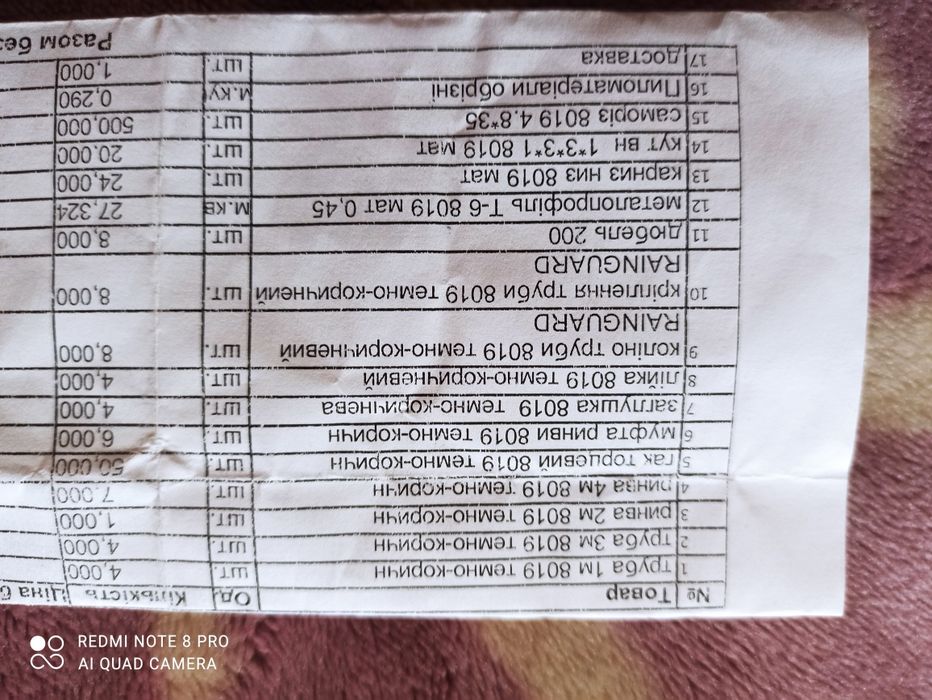 № Товар Од. Кількість Ціна б
1 труба 1м 8019 темно-коричн шт. 4,000
2 труба 3м 8019 темно-коричн шт. 4,000
3 ринва 2м 8019 темно-коричн шт. 1,000
4 ринва 4м 8019 темно-коричн шт. 7,000
5 гак торцевий 8019 темно-коричн шт. 50,000
6 муфта ринви 8019 темно-коричн шт. 6,000
7 заглушка 8019 темно-коричнева шт. 4,000
8 лійка 8019 темно-коричневий шт. 4,000
9 коліно труби 8019 темно-коричневий шт. 8,000
RAINGUARD
10 кріплення труби 8019 темно-коричнеий шт. 8,000
RAINGUARD
11 дюбель 200 шт. 8,000
12 металопрофіль Т-6 8019 мат 0,45 м.кв 27,324
13 карниз низ 8019 мат шт. 24,000
14 кут вн 1*3*3*1 8019 мат шт. 20,000
15 саморіз 8019 4.8*35 шт. 500,000
16 Пиломатеріали обрізні м.ку 0,290
17 доставка шт. 1,000
Разом без
REDMI NOTE 8 PRO
AI QUAD CAMERA